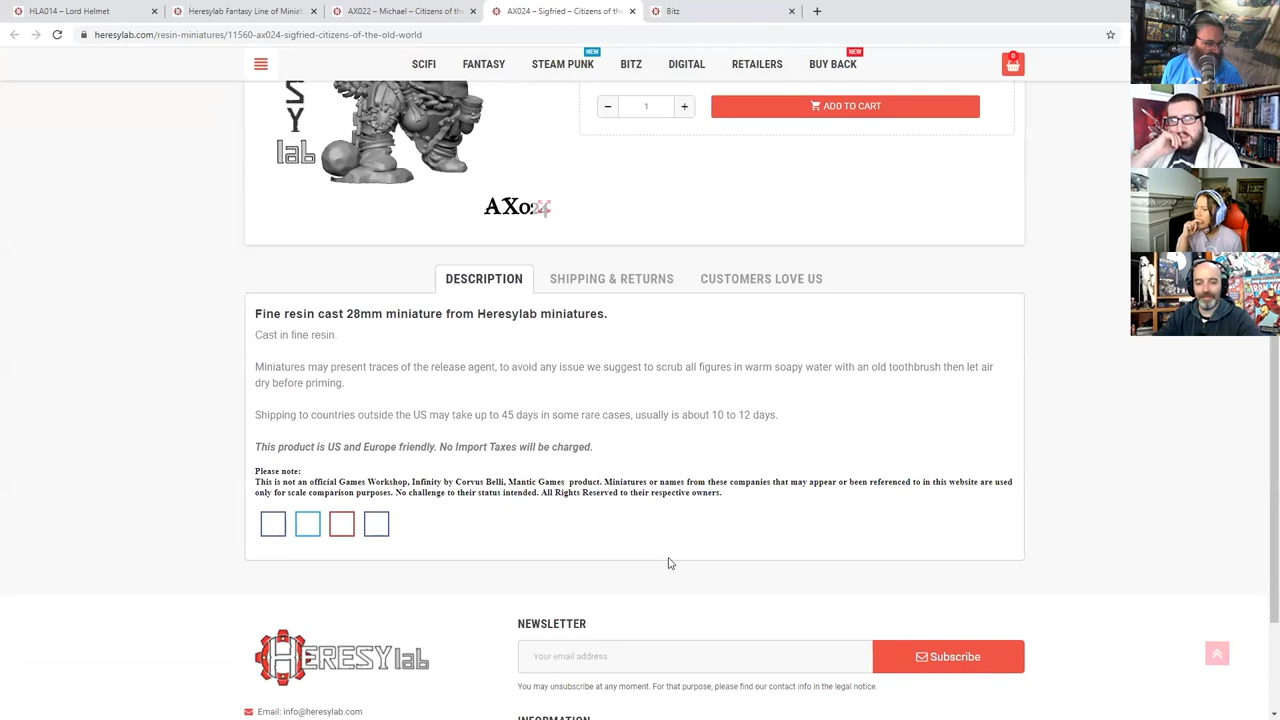 HLA014 – Lord Helmet
Heresylab Fantasy Line of Miniat
AX022 – Michael – Citizens of the
AX024 – Sigfried – Citizens of the
Bitz
heresylab.com/resin-miniatures/11560-ax024-sigfried-citizens-of-the-old-world
NEW
NEW
0
SCIFI FANTASY STEAM PUNK BITZ DIGITAL RETAILERS BUY BACK
S
Y
lab
AX024
− 1 +
ADD TO CART
DESCRIPTION SHIPPING & RETURNS CUSTOMERS LOVE US
Fine resin cast 28mm miniature from Heresylab miniatures.
Cast in fine resin.
Miniatures may present traces of the release agent, to avoid any issue we suggest to scrub all figures in warm soapy water with an old toothbrush then let air
dry before priming.
Shipping to countries outside the US may take up to 45 days in some rare cases, usually is about 10 to 12 days.
This product is US and Europe friendly. No Import Taxes will be charged.
Please note:
This is not an official Games Workshop, Infinity by Corvus Belli, Mantic Games product. Miniatures or names from these companies that may appear or been referenced to in this website are used
only for scale comparison purposes. No challenge to their status intended. All Rights Reserved to their respective owners.
HERESYlab
Email: info@heresylab.com
NEWSLETTER
Your email address
Subscribe
You may unsubscribe at any moment. For that purpose, please find our contact info in the legal notice.
INFORMATION